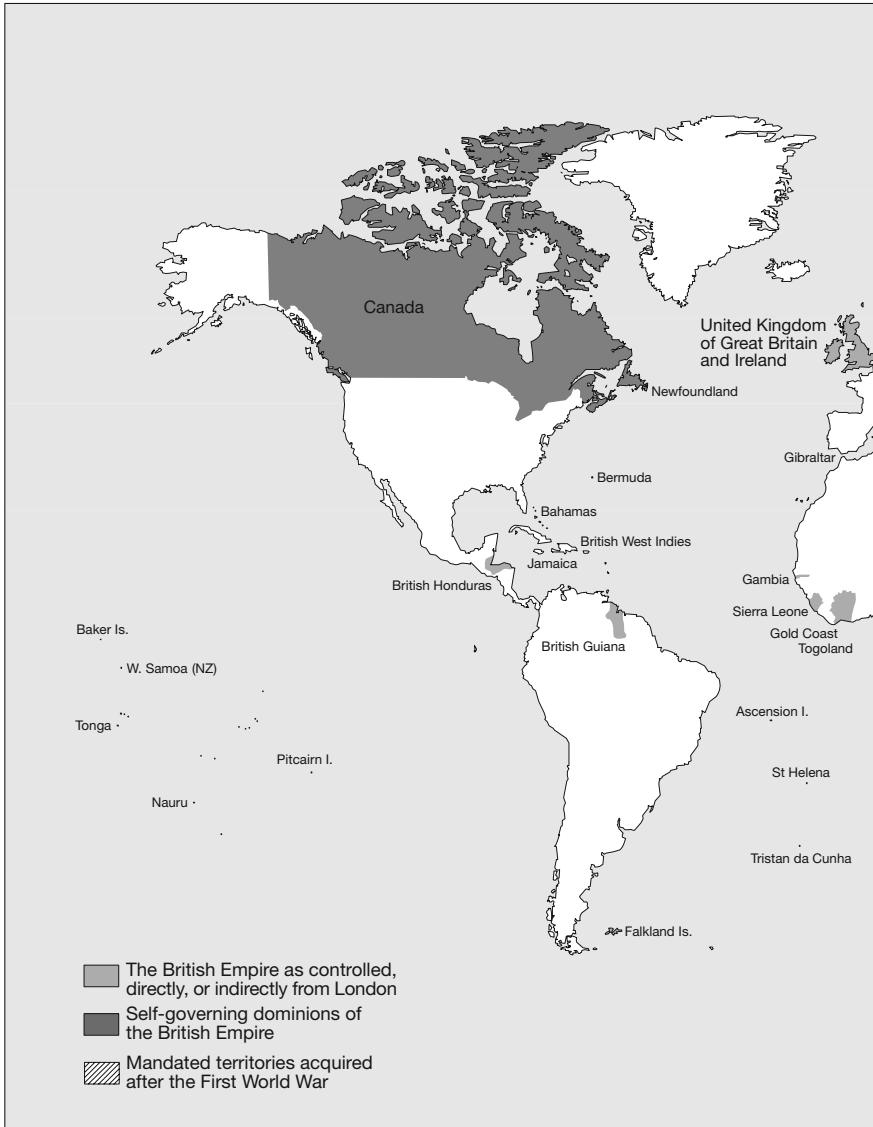 Canada
United Kingdom
of Great Britain
and Ireland
Newfoundland
Gibraltar
Bermuda
Bahamas
British West Indies
Jamaica
Gambia
British Honduras
Sierra Leone
Gold Coast
Togoland
Baker Is.
British Guiana
W. Samoa (NZ)
Ascension I.
Tonga
Pitcairn I.
St Helena
Nauru
Tristan da Cunha
Falkland Is.
The British Empire as controlled,
directly, or indirectly from London
Self-governing dominions of
the British Empire
Mandated territories acquired
after the First World War